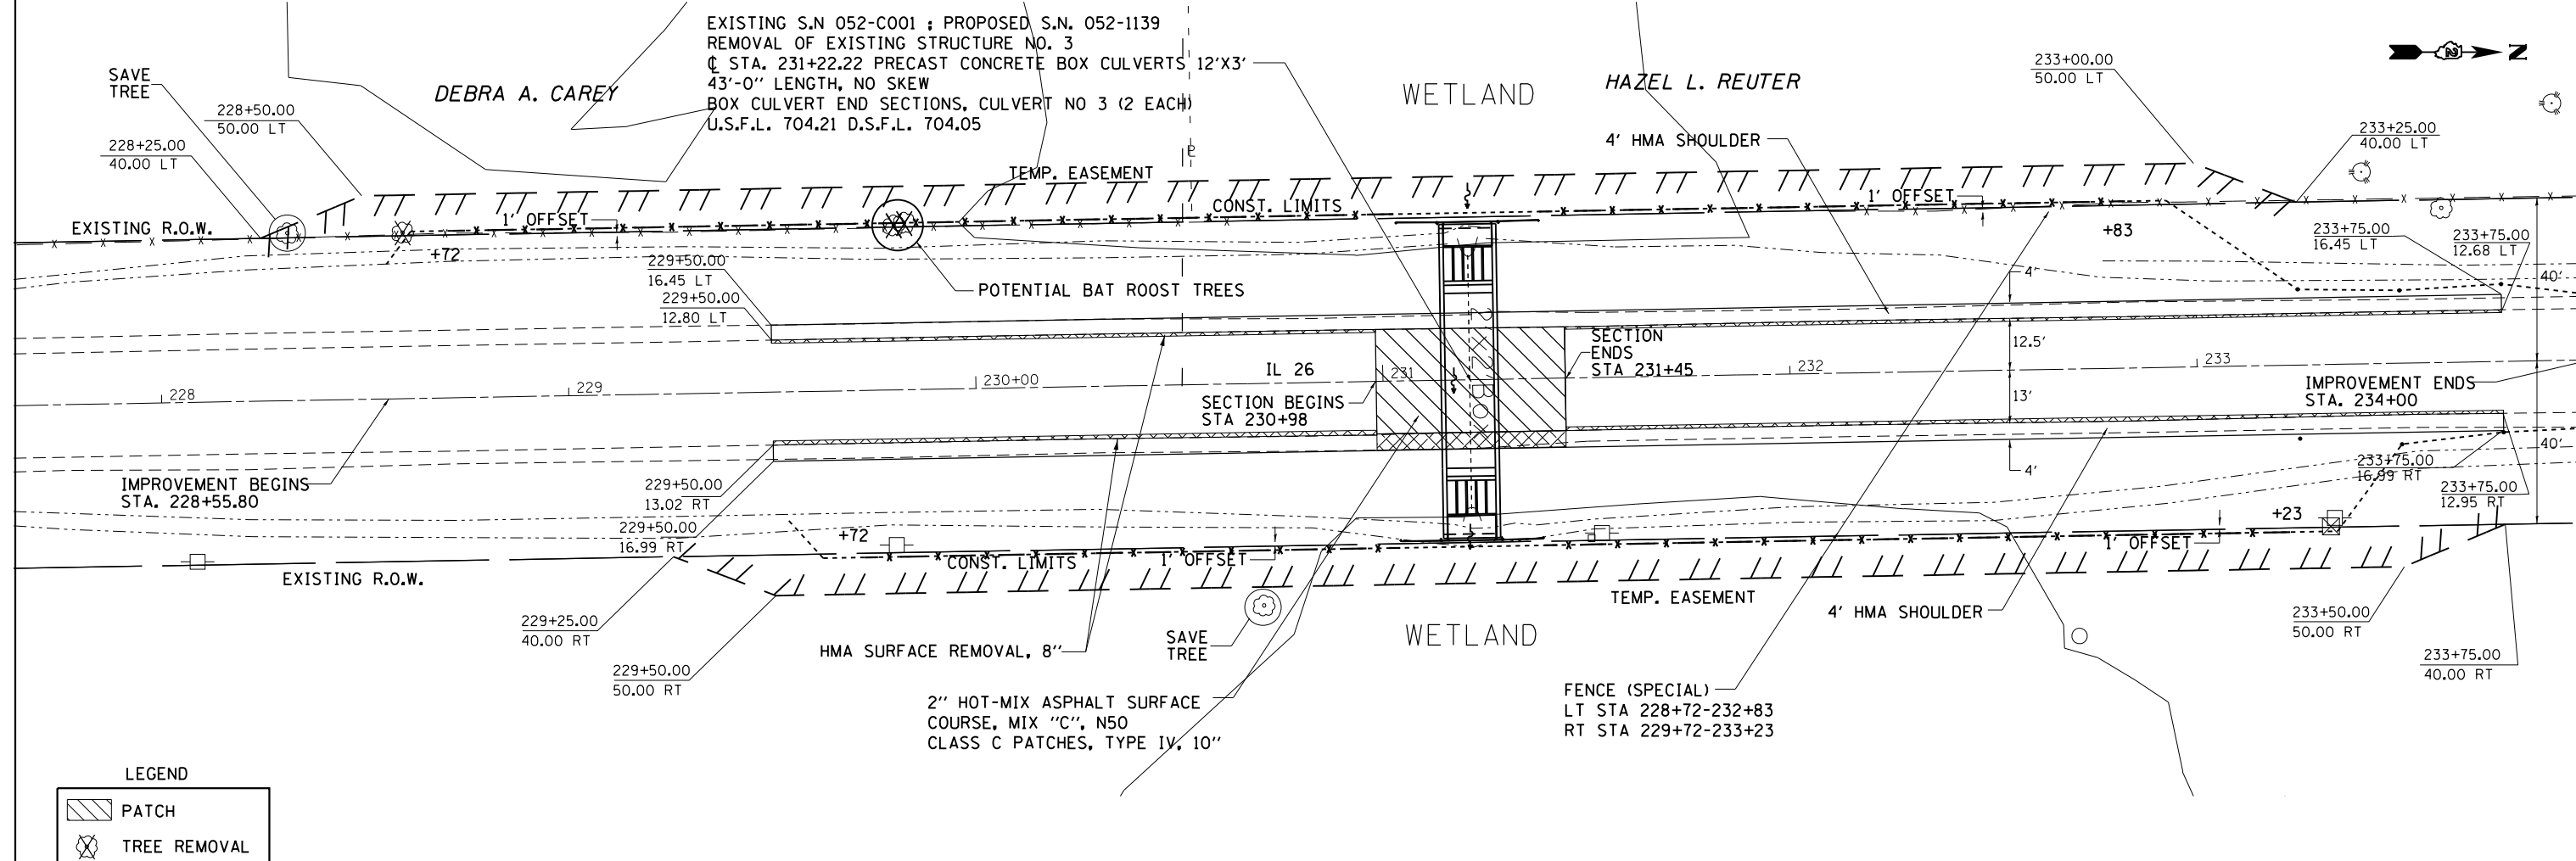 EXISTING S.N 052-C001 ; PROPOSED S.N. 052-1139
REMOVAL OF EXISTING STRUCTURE NO. 3
℄ STA. 231+22.22 PRECAST CONCRETE BOX CULVERTS 12'X3'
43'-0" LENGTH, NO SKEW
BOX CULVERT END SECTIONS, CULVERT NO 3 (2 EACH)
U.S.F.L. 704.21 D.S.F.L. 704.05
SAVE
TREE
DEBRA A. CAREY
WETLAND
HAZEL L. REUTER
233+00.00
50.00 LT
N
228+50.00
50.00 LT
228+25.00
40.00 LT
4' HMA SHOULDER
233+25.00
40.00 LT
TEMP. EASEMENT
EXISTING R.O.W.
1' OFFSET
CONST. LIMITS
1' OFFSET
+72
+83
233+75.00
16.45 LT
233+75.00
12.68 LT
229+50.00
16.45 LT
229+50.00
12.80 LT
POTENTIAL BAT ROOST TREES
4'
40'
SECTION
ENDS
STA 231+45
12.5'
228
229
230+00
IL 26
231
232
233
12X3 BOX
SECTION BEGINS
STA 230+98
13'
IMPROVEMENT ENDS
STA. 234+00
IMPROVEMENT BEGINS
STA. 228+55.80
229+50.00
13.02 RT
229+50.00
16.99 RT
4'
40'
233+75.00
16.99 RT
233+75.00
12.95 RT
+72
+23
EXISTING R.O.W.
CONST. LIMITS
1' OFFSET
1' OFFSET
TEMP. EASEMENT
4' HMA SHOULDER
229+25.00
40.00 RT
229+50.00
50.00 RT
HMA SURFACE REMOVAL, 8"
SAVE
TREE
WETLAND
233+50.00
50.00 RT
233+75.00
40.00 RT
2" HOT-MIX ASPHALT SURFACE
COURSE, MIX "C", N50
CLASS C PATCHES, TYPE IV, 10"
FENCE (SPECIAL)
LT STA 228+72-232+83
RT STA 229+72-233+23
LEGEND
PATCH
TREE REMOVAL